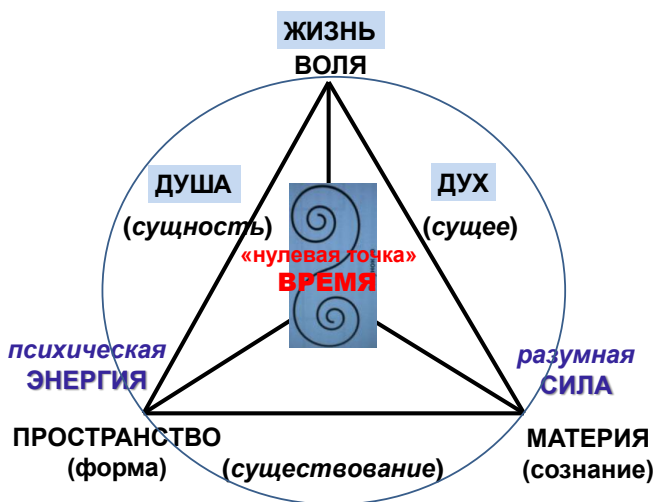 ЖИЗНЬ
ВОЛЯ
ДУША
(сущность)
ДУХ
(сущее)
«нулевая точка»
ВРЕМЯ
психическая
ЭНЕРГИЯ
разумная
СИЛА
ПРОСТРАНСТВО
(форма)
(существование)
МАТЕРИЯ
(сознание)